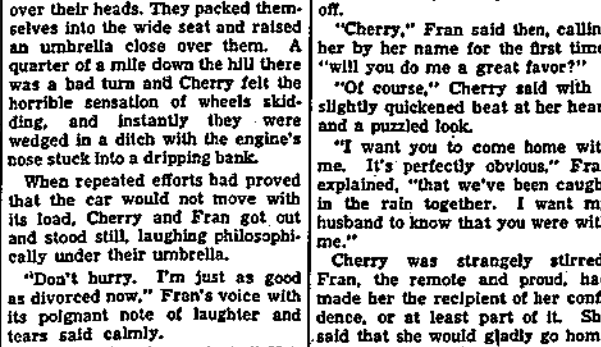 over their heads. They packed them-
selves into the wide seat and raised
an umbrella close over them. A
quarter of a mile down the hill there
was a bad turn and Cherry felt the
horrible sensation of wheels skid-
ding, and instantly they were
wedged in a ditch with the engine's
nose stuck into a dripping bank.
When repeated efforts had proved
that the car would not move with
its load, Cherry and Fran got out
and stood still, laughing philosophi-
cally under their umbrella.
"Don't hurry. I'm just as good
as divorced now," Fran's voice with
its poignant note of laughter and
tears said calmly.
off.
"Cherry," Fran said then, callin
her by her name for the first time
"will you do me a great favor?"
"Of course," Cherry said with
slightly quickened beat at her hear
and a puzzled look.
"I want you to come home wit
me. It's perfectly obvious," Fra
explained, "that we've been caugh
in the rain together. I want m
husband to know that you were wit
me."
Cherry was strangely stirred
Fran, the remote and proud, ha
made her the recipient of her conf
dence, or at least part of it. Sh
said that she would gladly go hom